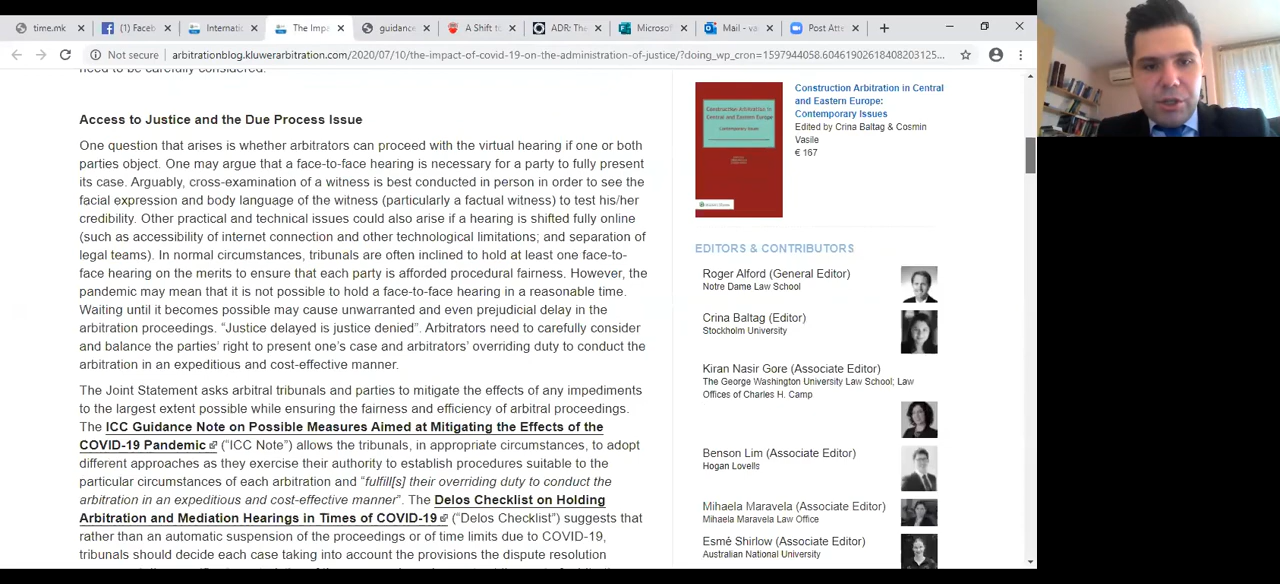 time.mk
Faceb
Internatio
The Impa
guidance
A Shift to
ADR: The
Microsof
Mail - va
Post Atte
Not secure
arbitrationblog.kluwerarbitration.com/2020/07/10/the-impact-of-covid-19-on-the-administration-of-justice/?doing_wp_cron=1597944058.6046190261840820312 5...
need to be carefully considered.
Access to Justice and the Due Process Issue
One question that arises is whether arbitrators can proceed with the virtual hearing if one or both
parties object. One may argue that a face-to-face hearing is necessary for a party to fully present
its case. Arguably, cross-examination of a witness is best conducted in person in order to see the
facial expression and body language of the witness (particularly a factual witness) to test his/her
credibility. Other practical and technical issues could also arise if a hearing is shifted fully online
(such as accessibility of internet connection and other technological limitations; and separation of
legal teams). In normal circumstances, tribunals are often inclined to hold at least one face-to-
face hearing on the merits to ensure that each party is afforded procedural fairness. However, the
pandemic may mean that it is not possible to hold a face-to-face hearing in a reasonable time.
Waiting until it becomes possible may cause unwarranted and even prejudicial delay in the
arbitration proceedings. “Justice delayed is justice denied”. Arbitrators need to carefully consider
and balance the parties’ right to present one’s case and arbitrators’ overriding duty to conduct the
arbitration in an expeditious and cost-effective manner.
The Joint Statement asks arbitral tribunals and parties to mitigate the effects of any impediments
to the largest extent possible while ensuring the fairness and efficiency of arbitral proceedings.
The ICC Guidance Note on Possible Measures Aimed at Mitigating the Effects of the
COVID-19 Pandemic (“ICC Note”) allows the tribunals, in appropriate circumstances, to adopt
different approaches as they exercise their authority to establish procedures suitable to the
particular circumstances of each arbitration and “fulfill[s] their overriding duty to conduct the
arbitration in an expeditious and cost-effective manner”. The Delos Checklist on Holding
Arbitration and Mediation Hearings in Times of COVID-19 (“Delos Checklist”) suggests that
rather than an automatic suspension of the proceedings or of time limits due to COVID-19,
tribunals should decide each case taking into account the provisions the dispute resolution
Construction Arbitration in
Central and Eastern Europe
Contemporary Issues
Construction Arbitration in Central
and Eastern Europe:
Contemporary Issues
Edited by Crina Baltag & Cosmin
Vasile
€ 167
EDITORS & CONTRIBUTORS
Roger Alford (General Editor)
Notre Dame Law School
Crina Baltag (Editor)
Stockholm University
Kiran Nasir Gore (Associate Editor)
The George Washington University Law School; Law
Offices of Charles H. Camp
Benson Lim (Associate Editor)
Hogan Lovells
Mihaela Maravela (Associate Editor)
Mihaela Maravela Law Office
Esmé Shirlow (Associate Editor)
Australian National University